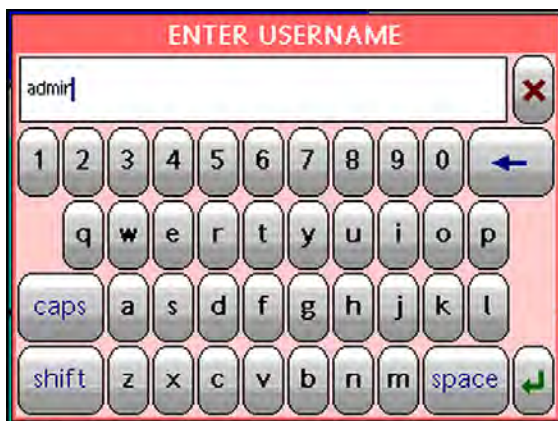 ENTER USERNAME
admin
1 2 3 4 5 6 7 8 9 0
q w e r t y u i o p
caps a s d f g h j k l
shift z x c v b n m space